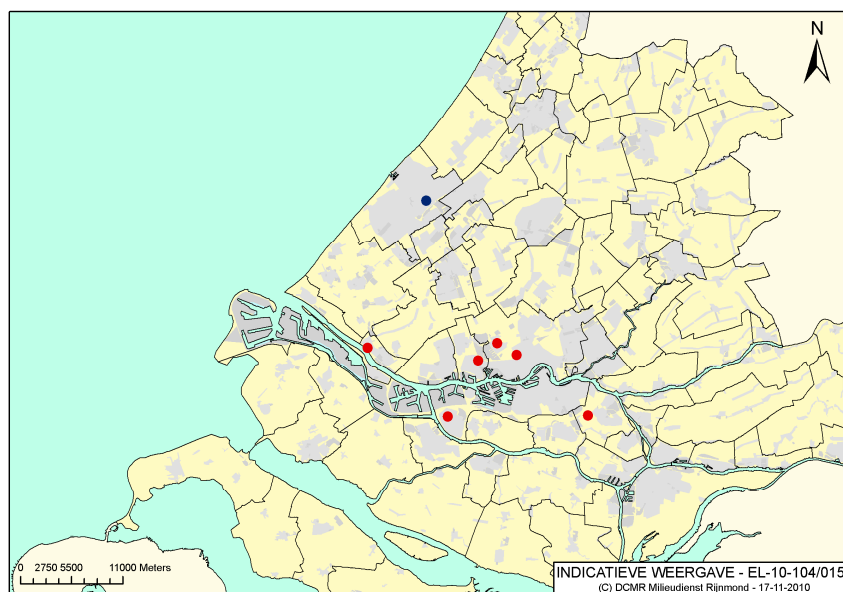 N
0 2750 5500 11000 Meters
INDICATIEVE WEERGAVE - EL-10-104/015
(C) DCMR Milieudienst Rijnmond - 17-11-2010